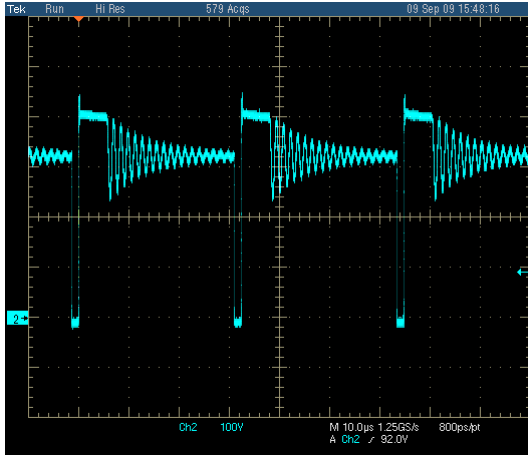 Tek Run Hi Res 579 Acqs 09 Sep 09 15:48:16
2
Ch2 100V M 10.0µs 1.25GS/s 800ps/pt
A Ch2 / 92.0V